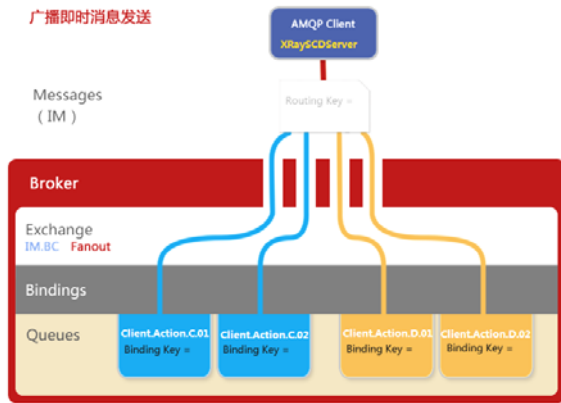 广播即时消息发送
AMQP Client
XRaySCDServer
Messages
（IM）
Routing Key =
Broker
Exchange
IM.BC Fanout
Bindings
Queues
Client.Action.C.01
Binding Key =
Client.Action.C.02
Binding Key =
Client.Action.D.01
Binding Key =
Client.Action.D.02
Binding Key =